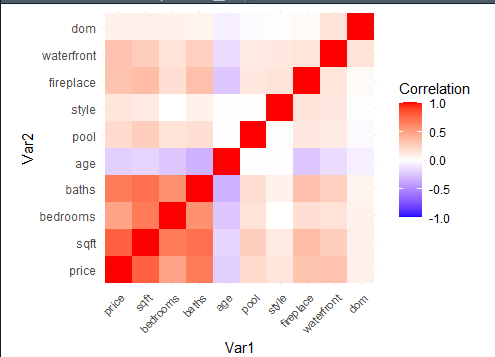 dom
waterfront
fireplace
style
pool
age
baths
bedrooms
sqft
price
Var2
price
sqft
bedrooms
baths
age
pool
style
fireplace
waterfront
dom
Var1
Correlation
1.0
0.5
0.0
-0.5
-1.0